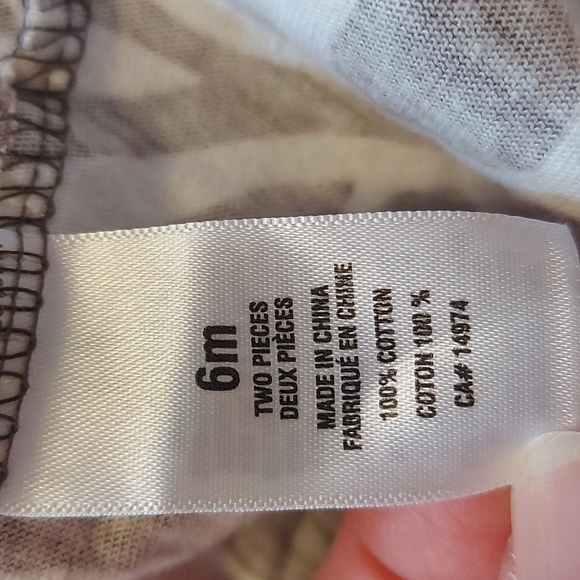 6m
TWO PIECES
DEUX PIÈCES
MADE IN CHINA
FABRIQUÉ EN CHINE
100% COTTON
COTON 100 %
CA# 14974